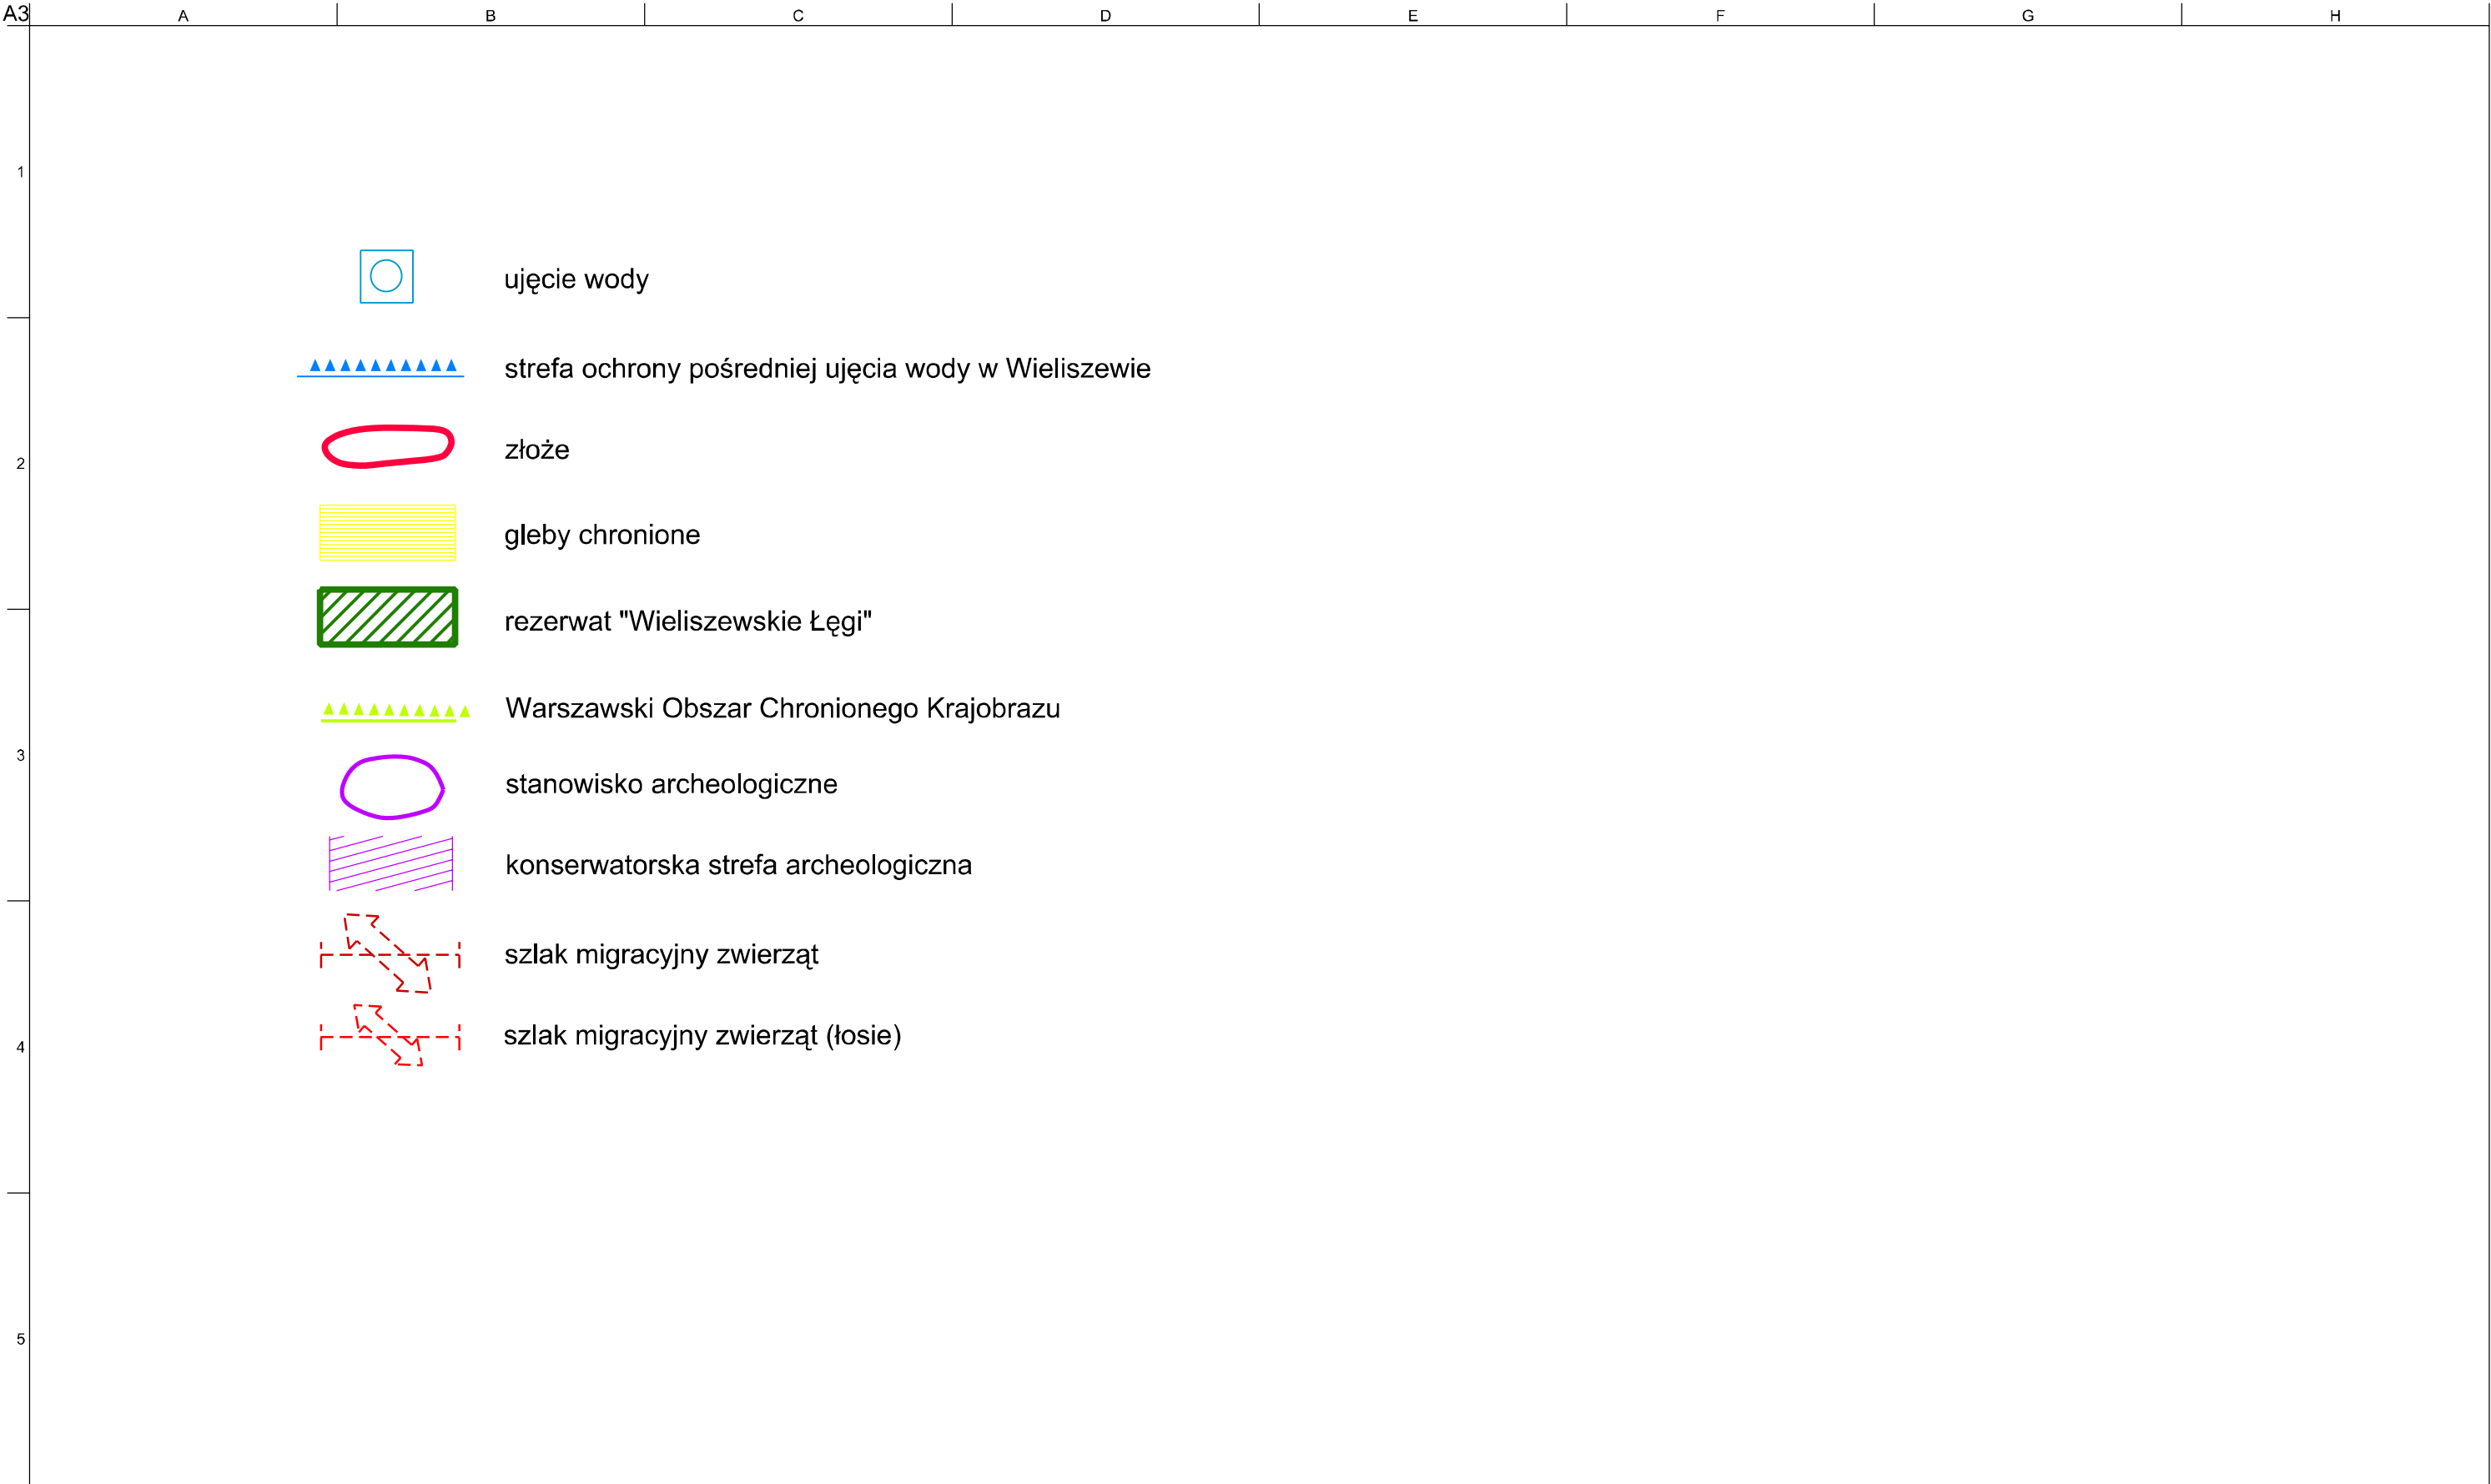 A3
A B C D E F G H
1
ujęcie wody
strefa ochrony pośredniej ujęcia wody w Wieliszewie
złoże
2
gleby chronione
rezerwat "Wieliszewskie Łęgi"
Warszawski Obszar Chronionego Krajobrazu
3
stanowisko archeologiczne
konserwatorska strefa archeologiczna
szlak migracyjny zwierząt
szlak migracyjny zwierząt (łosie)
4
5